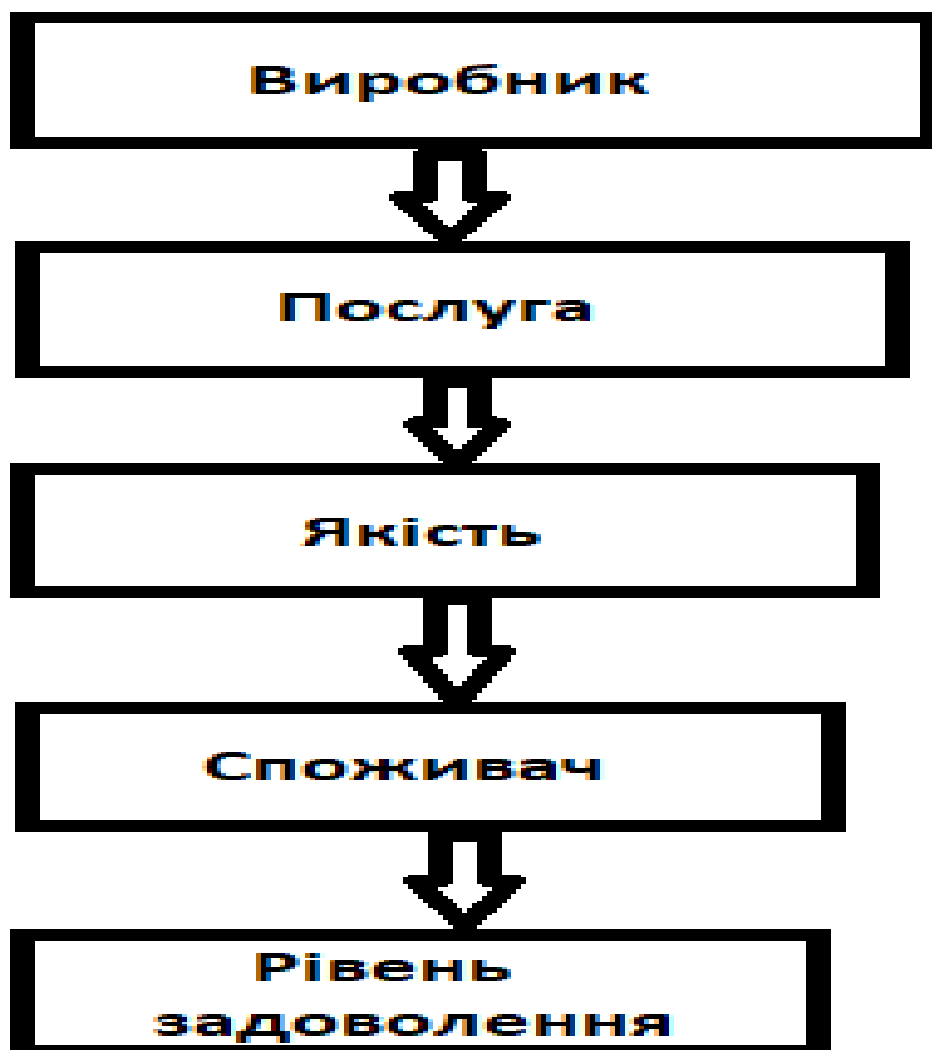 Виробник
Послуга
Якість
Споживач
Рівень
задоволення